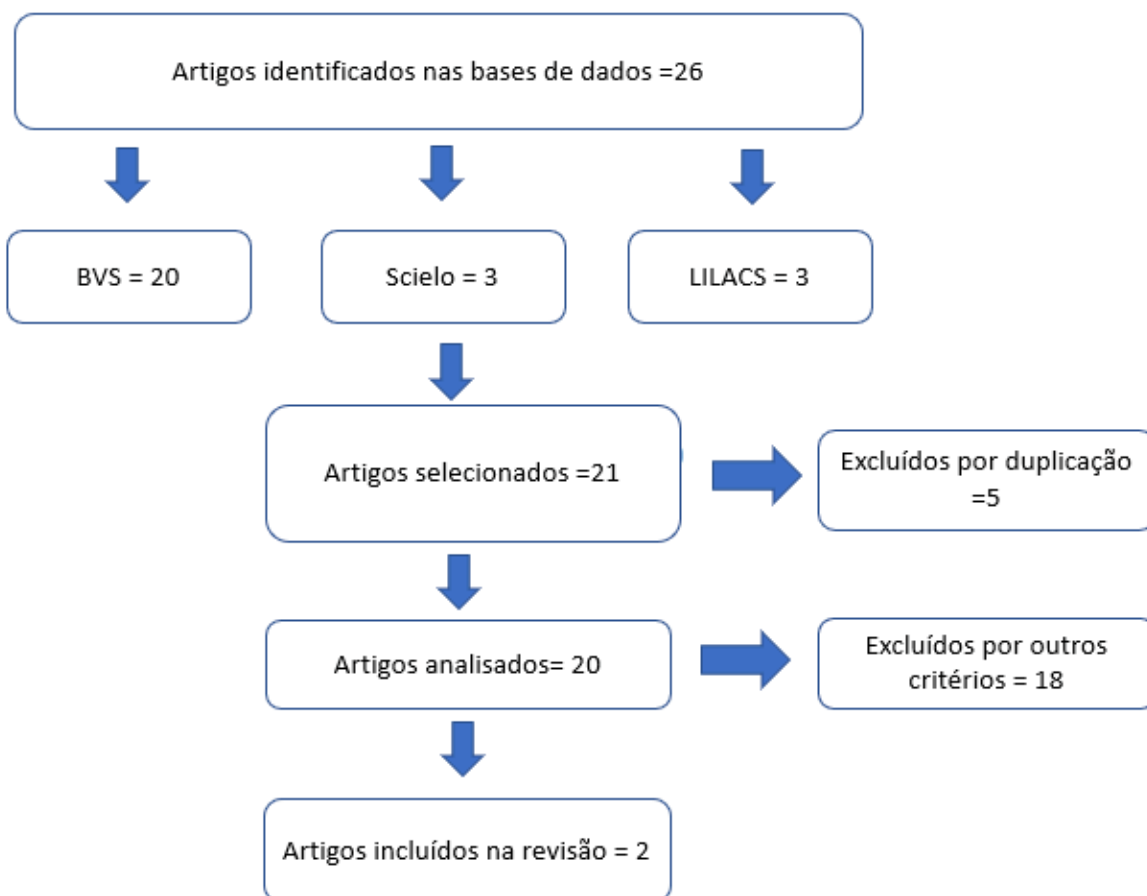 Artigos identificados nas bases de dados =26
BVS = 20
Scielo = 3
LILACS = 3
Artigos selecionados =21
Excluídos por duplicação
=5
Artigos analisados= 20
Excluídos por outros
critérios = 18
Artigos incluídos na revisão = 2